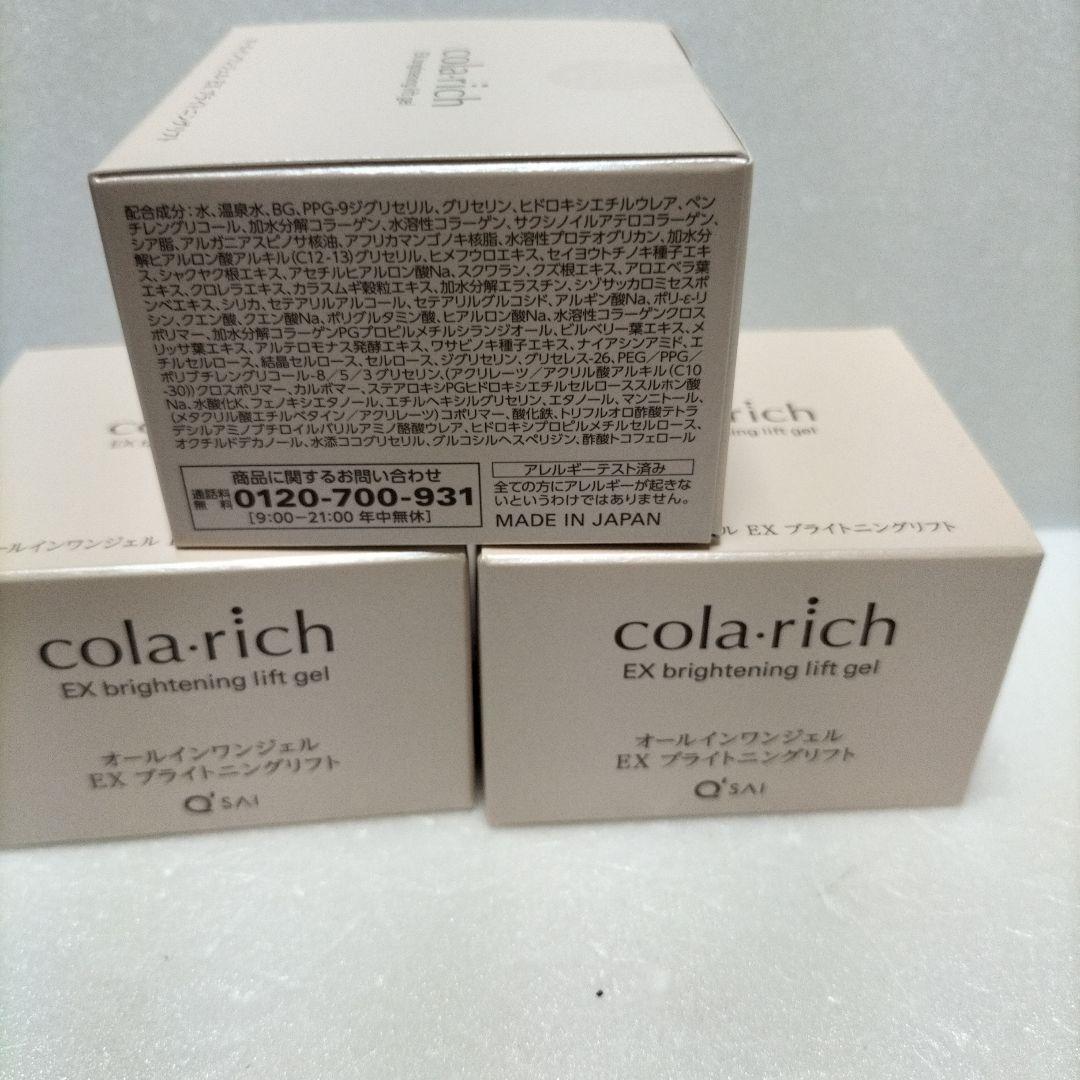 cola·rich
EX brightening lift gel
配合成分：水、温泉水、BG、PPG-9ジグリセリル、グリセリン、ヒドロキシエチルウレア、ペン
チレングリコール、加水分解コラーゲン、水溶性コラーゲン、サクシノイルアテロコラーゲン、
シア脂、アルガニアスピノサ核油、アフリカマンゴノキ核脂、水溶性プロテオグリカン、加水分
解ヒアルロン酸アルキル(C12-13)グリセリル、ヒメフウロエキス、セイヨウトチノキ種子エキ
ス、シャクヤク根エキス、アセチルヒアルロン酸Na、スクワラン、クズ根エキス、アロエベラ葉
エキス、クロレラエキス、カラスムギ穀粒エキス、加水分解エラスチン、シゾサッカロミセスポ
ンベエキス、シリカ、セテアリルアルコール、セテアリルグルコシド、アルギン酸Na、ポリ-ε-リ
シン、クエン酸、クエン酸Na、ポリグルタミン酸、ヒアルロン酸Na、水溶性コラーゲンクロス
ポリマー、加水分解コラーゲンPGプロピルメチルシランジオール、ビルベリー葉エキス、メ
リッサ葉エキス、アルテロモナス発酵エキス、ワサビノキ種子エキス、ナイアシンアミド、エ
チルセルロース、結晶セルロース、セルロース、ジグリセリン、グリセレス-26、PEG／PPG／
ポリブチレングリコール-8／5／3グリセリン、(アクリレーツ／アクリル酸アルキル(C10
-30))クロスポリマー、カルボマー、ステアロキシPGヒドロキシエチルセルローススルホン酸
Na、水酸化K、フェノキシエタノール、エチルヘキシルグリセリン、エタノール、マンニトール、
(メタクリル酸エチルベタイン／アクリレーツ)コポリマー、酸化鉄、トリフルオロ酢酸テトラ
デシルアミノブチロイルバリルアミノ酪酸ウレア、ヒドロキシプロピルメチルセルロース、
オクチルドデカノール、水添ココグリセリル、グルコシルヘスペリジン、酢酸トコフェロール
商品に関するお問い合わせ
通話料無料 0120-700-931
[9:00−21:00 年中無休]
アレルギーテスト済み
全ての方にアレルギーが起きな
いというわけではありません。
MADE IN JAPAN
co
EX
rich
ning lift gel
ールインワンジェル
ル EX ブライトニングリフト
cola·rich
EX brightening lift gel
オールインワンジェル
EX ブライトニングリフト
Q'SAI
cola·rich
EX brightening lift gel
オールインワンジェル
EX ブライトニングリフト
Q'SAI